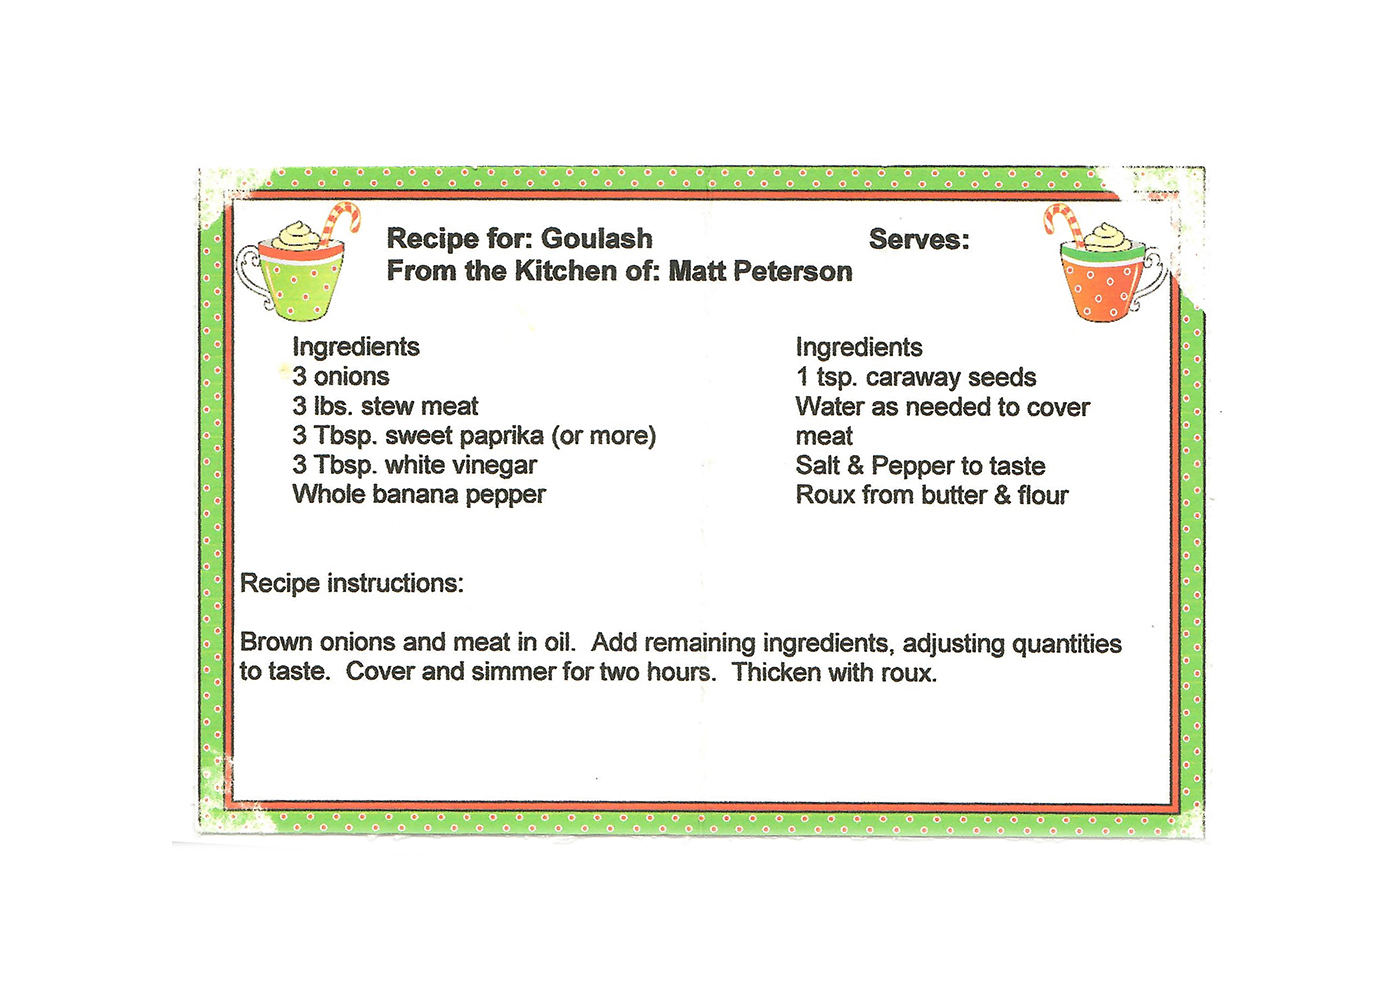 Recipe for: Goulash
Serves:
From the Kitchen of: Matt Peterson
Ingredients
3 onions
3 lbs. stew meat
3 Tbsp. sweet paprika (or more)
3 Tbsp. white vinegar
Whole banana pepper
Ingredients
1 tsp. caraway seeds
Water as needed to cover
meat
Salt & Pepper to taste
Roux from butter & flour
Recipe instructions:
Brown onions and meat in oil.  Add remaining ingredients, adjusting quantities
to taste.  Cover and simmer for two hours.  Thicken with roux.